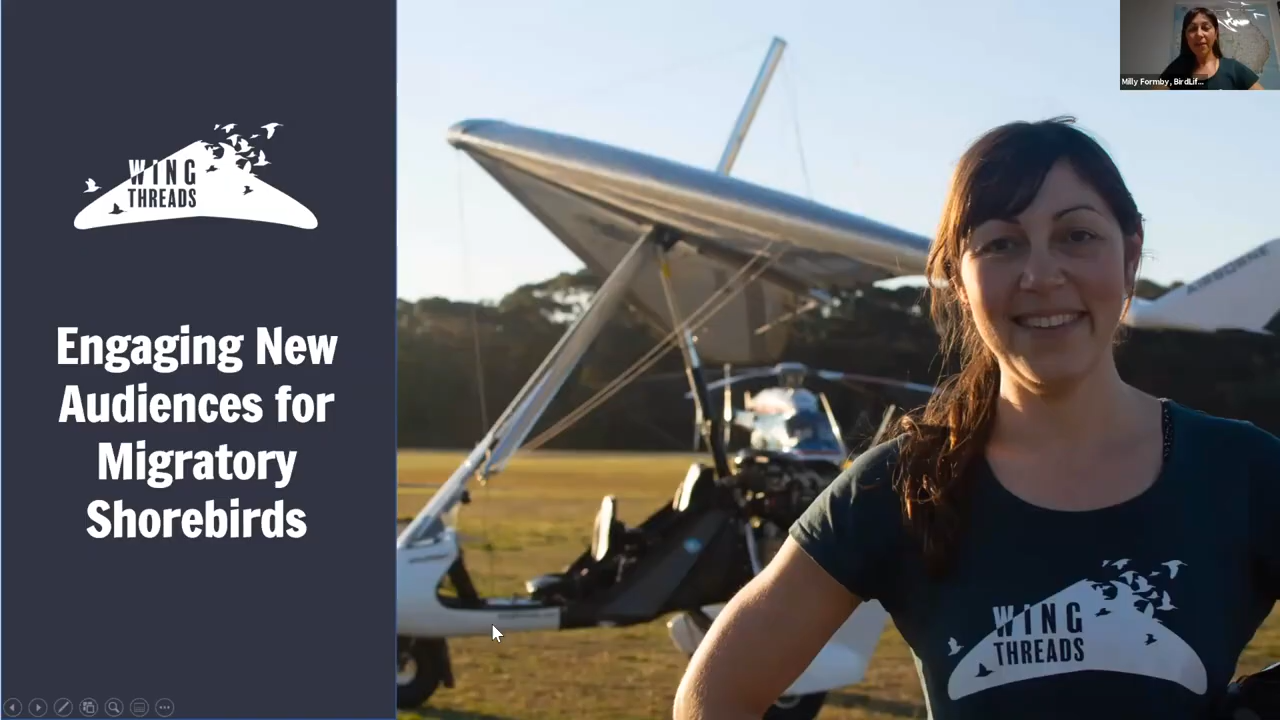 WING
THREADS
Engaging New
Audiences for
Migratory
Shorebirds
Milly Formby, BirdLif...
AIRBORNE
WING
THREADS